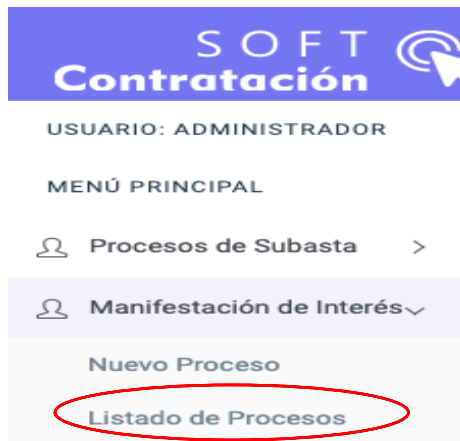 SOFT
Contratación
USUARIO: ADMINISTRADOR
MENÚ PRINCIPAL
Procesos de Subasta >
Manifestación de Interés
Nuevo Proceso
Listado de Procesos